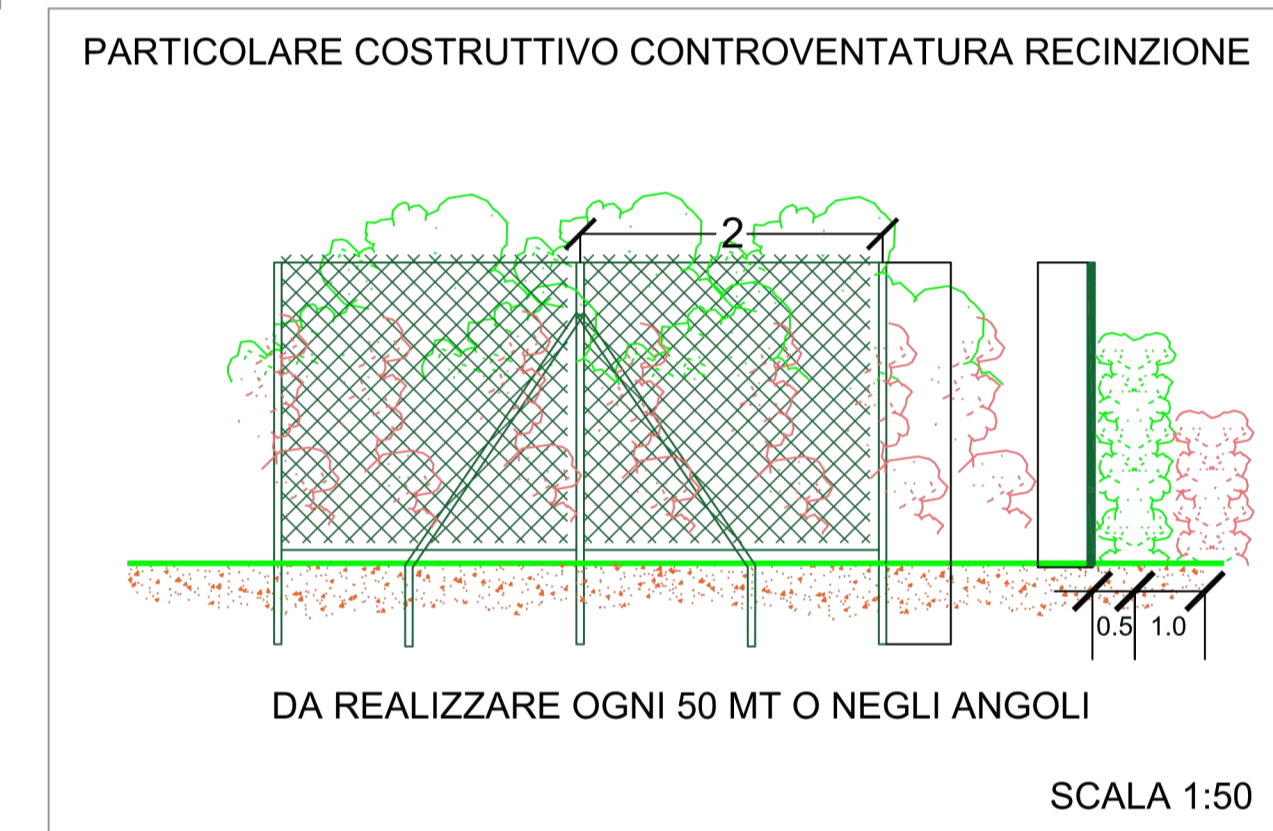 PARTICOLARE COSTRUTTIVO CONTROVENTATURA RECINZIONE
2
0.5 1.0
DA REALIZZARE OGNI 50 MT O NEGLI ANGOLI
SCALA 1:50